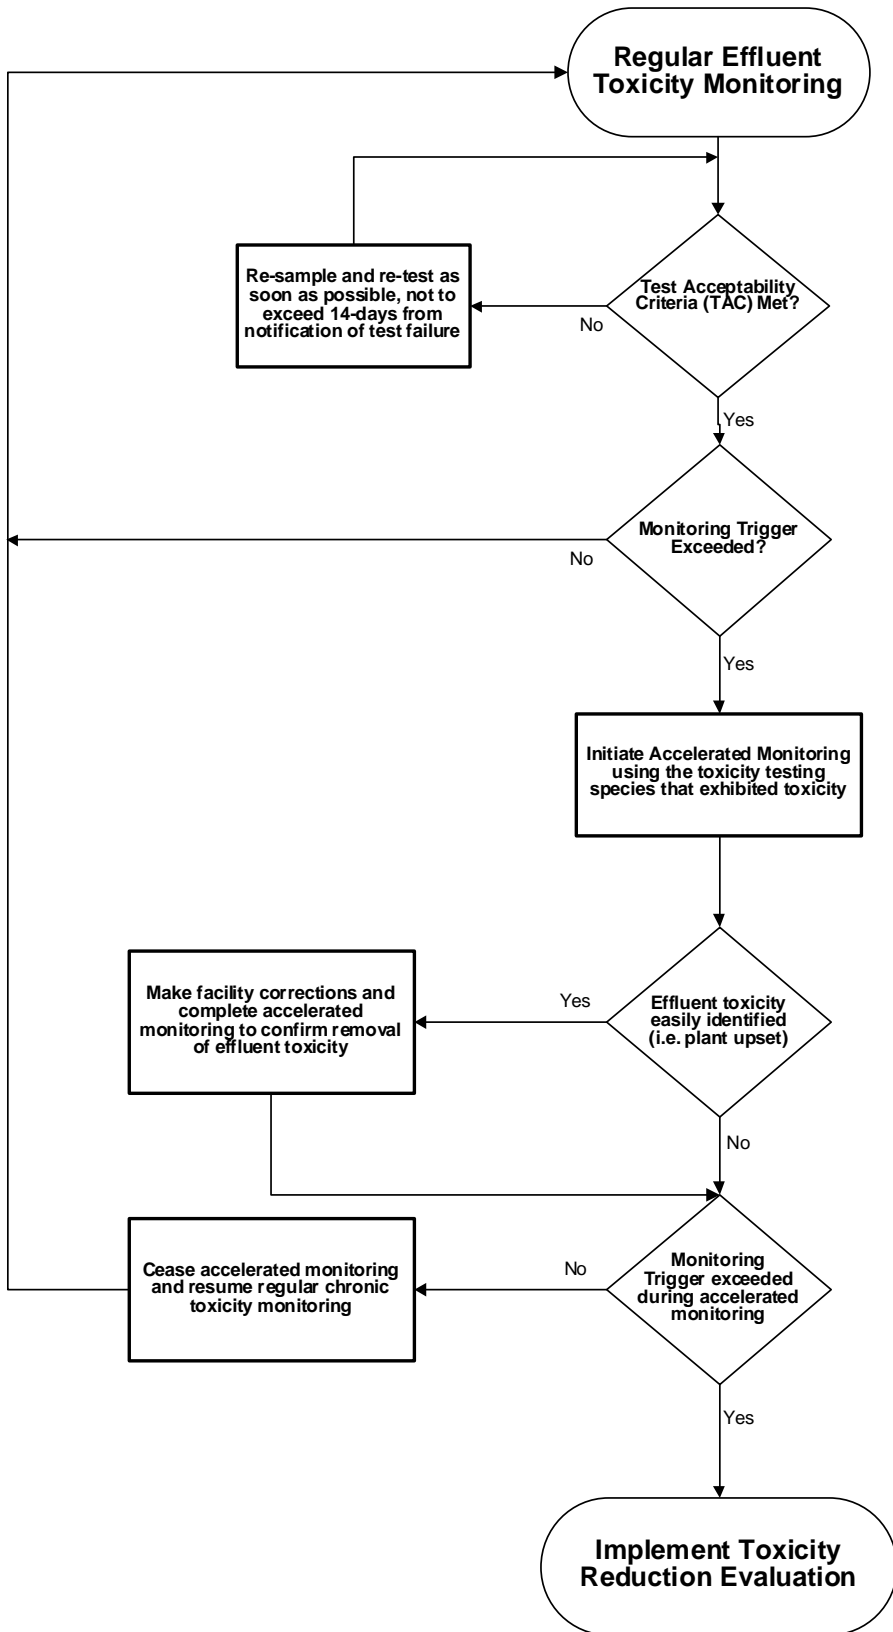 Regular Effluent
Toxicity Monitoring
Re-sample and re-test as
soon as possible, not to
exceed 14-days from
notification of test failure
No
Test Acceptability
Criteria (TAC) Met?
Yes
Monitoring Trigger
Exceeded?
No
Yes
Initiate Accelerated Monitoring
using the toxicity testing
species that exhibited toxicity
Make facility corrections and
complete accelerated
monitoring to confirm removal
of effluent toxicity
Yes
Effluent toxicity
easily identified
(i.e. plant upset)
No
Cease accelerated monitoring
and resume regular chronic
toxicity monitoring
No
Monitoring
Trigger exceeded
during accelerated
monitoring
Yes
Implement Toxicity
Reduction Evaluation